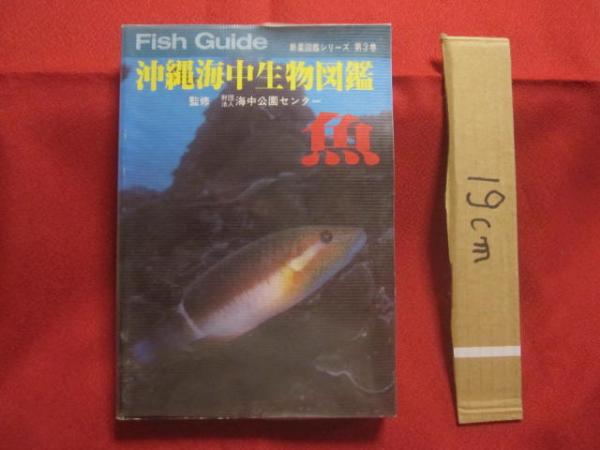 Fish Guide 新星図鑑シリーズ 第3巻
沖縄海中生物図鑑
監修 財団法人 海中公園センター
魚
19cm